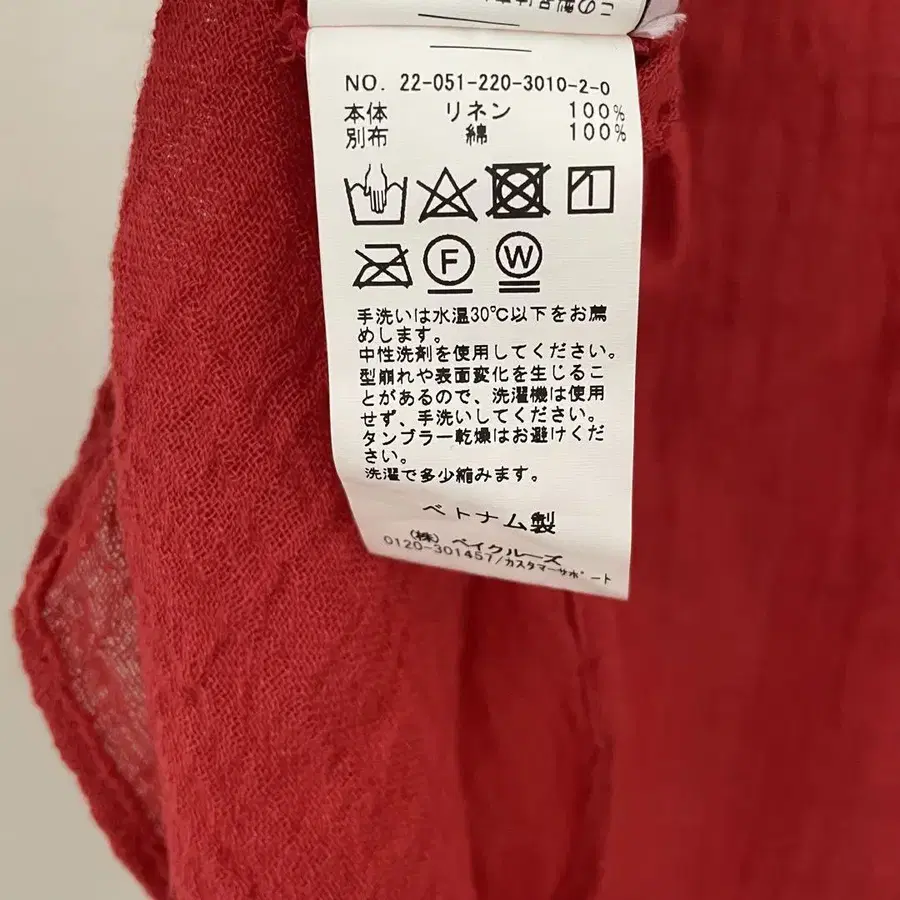 NO. 22-051-220-3010-2-0
本体 リネン 100%
別布 綿 100%
F W
手洗いは水温30℃以下をお薦
めします。
中性洗剤を使用してください。
型崩れや表面変化を生じるこ
とがあるので、洗濯機は使用
せず、手洗いしてください。
タンブラー乾燥はお避けくだ
さい。
洗濯で多少縮みます。
ベトナム製
(株) ベイクルーズ
0120-301457/カスタマーサポート